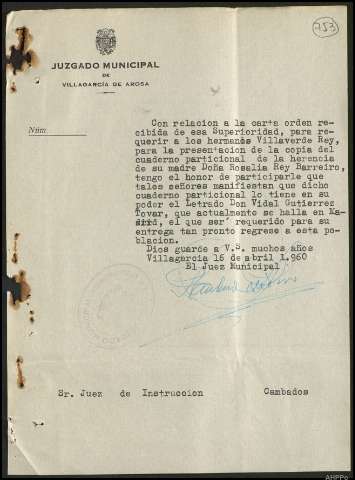 753
JUZGADO MUNICIPAL
DE
VILLAGARCÍA DE AROSA
Núm
Con relacion a la carta orden re-
cibida de esa Superioridad, para re-
querir a los hermanos Villaverde Rey,
para la presentacion de la copia del
cuaderno particional de la herencia
de su madre Doña Rosalia Rey Barreiro,
tengo el honor de participarle que
tales señores manifiestan que dicho
cuaderno particional lo tiene en su
poder el Letrado Don Vidal Gutierrez
Tovar, que actualmente se halla en Ma-
drid, el que ser requerido para su
entrega tan pronto regrese a esta po-
blacion.
Dios guarde a V.S. muchos años
Villagarcia 16 de abril 1.960
El Juez Municipal
Sr. Juez de Instruccion Cambados
AHPPo